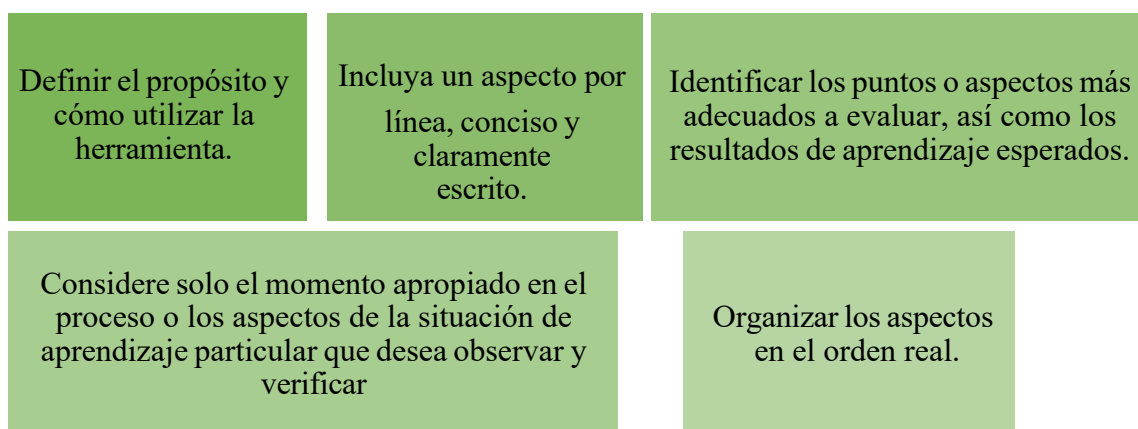 Definir el propósito y
cómo utilizar la
herramienta.
Incluya un aspecto por
línea, conciso y
claramente
escrito.
Identificar los puntos o aspectos más
adecuados a evaluar, así como los
resultados de aprendizaje esperados.
Considere solo el momento apropiado en el
proceso o los aspectos de la situación de
aprendizaje particular que desea observar y
verificar
Organizar los aspectos
en el orden real.